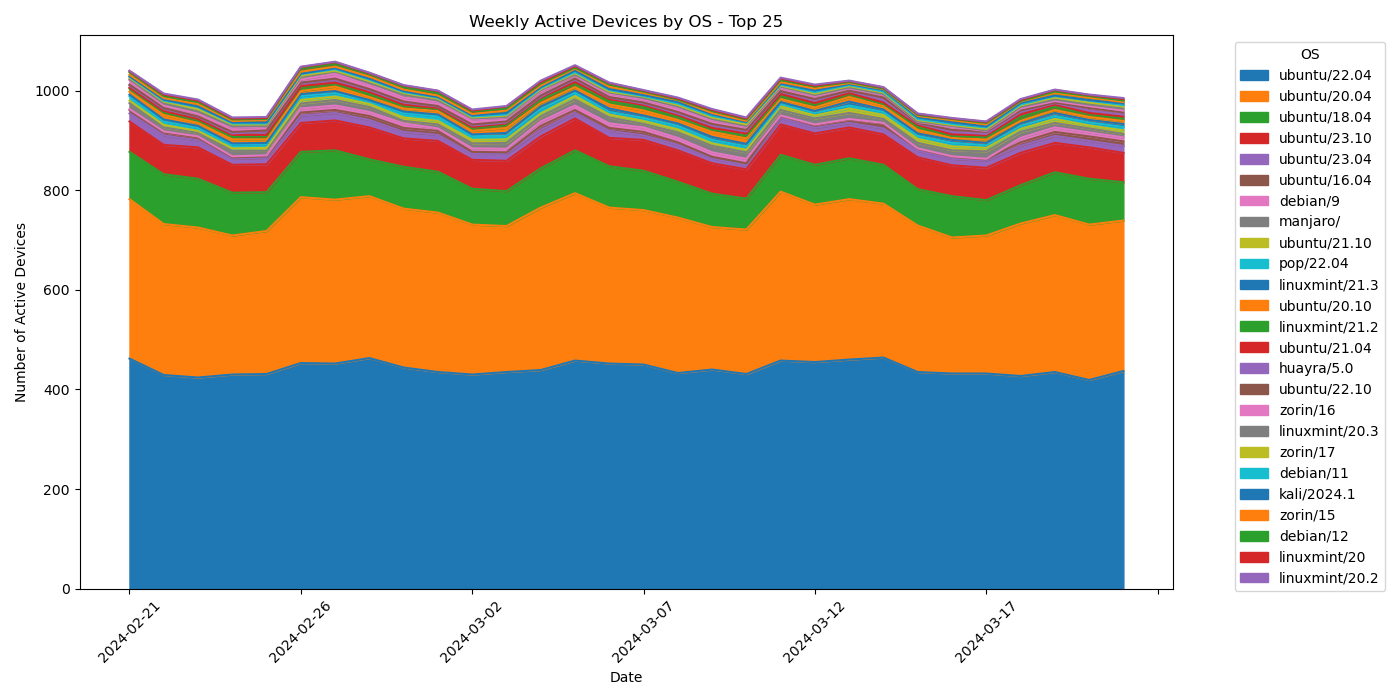 Weekly Active Devices by OS - Top 25
Number of Active Devices
1000
800
600
400
200
0
2024-02-21
2024-02-26
2024-03-02
2024-03-07
2024-03-12
2024-03-17
Date
OS
ubuntu/22.04
ubuntu/20.04
ubuntu/18.04
ubuntu/23.10
ubuntu/23.04
ubuntu/16.04
debian/9
manjaro/
ubuntu/21.10
pop/22.04
linuxmint/21.3
ubuntu/20.10
linuxmint/21.2
ubuntu/21.04
huayra/5.0
ubuntu/22.10
zorin/16
linuxmint/20.3
zorin/17
debian/11
kali/2024.1
zorin/15
debian/12
linuxmint/20
linuxmint/20.2